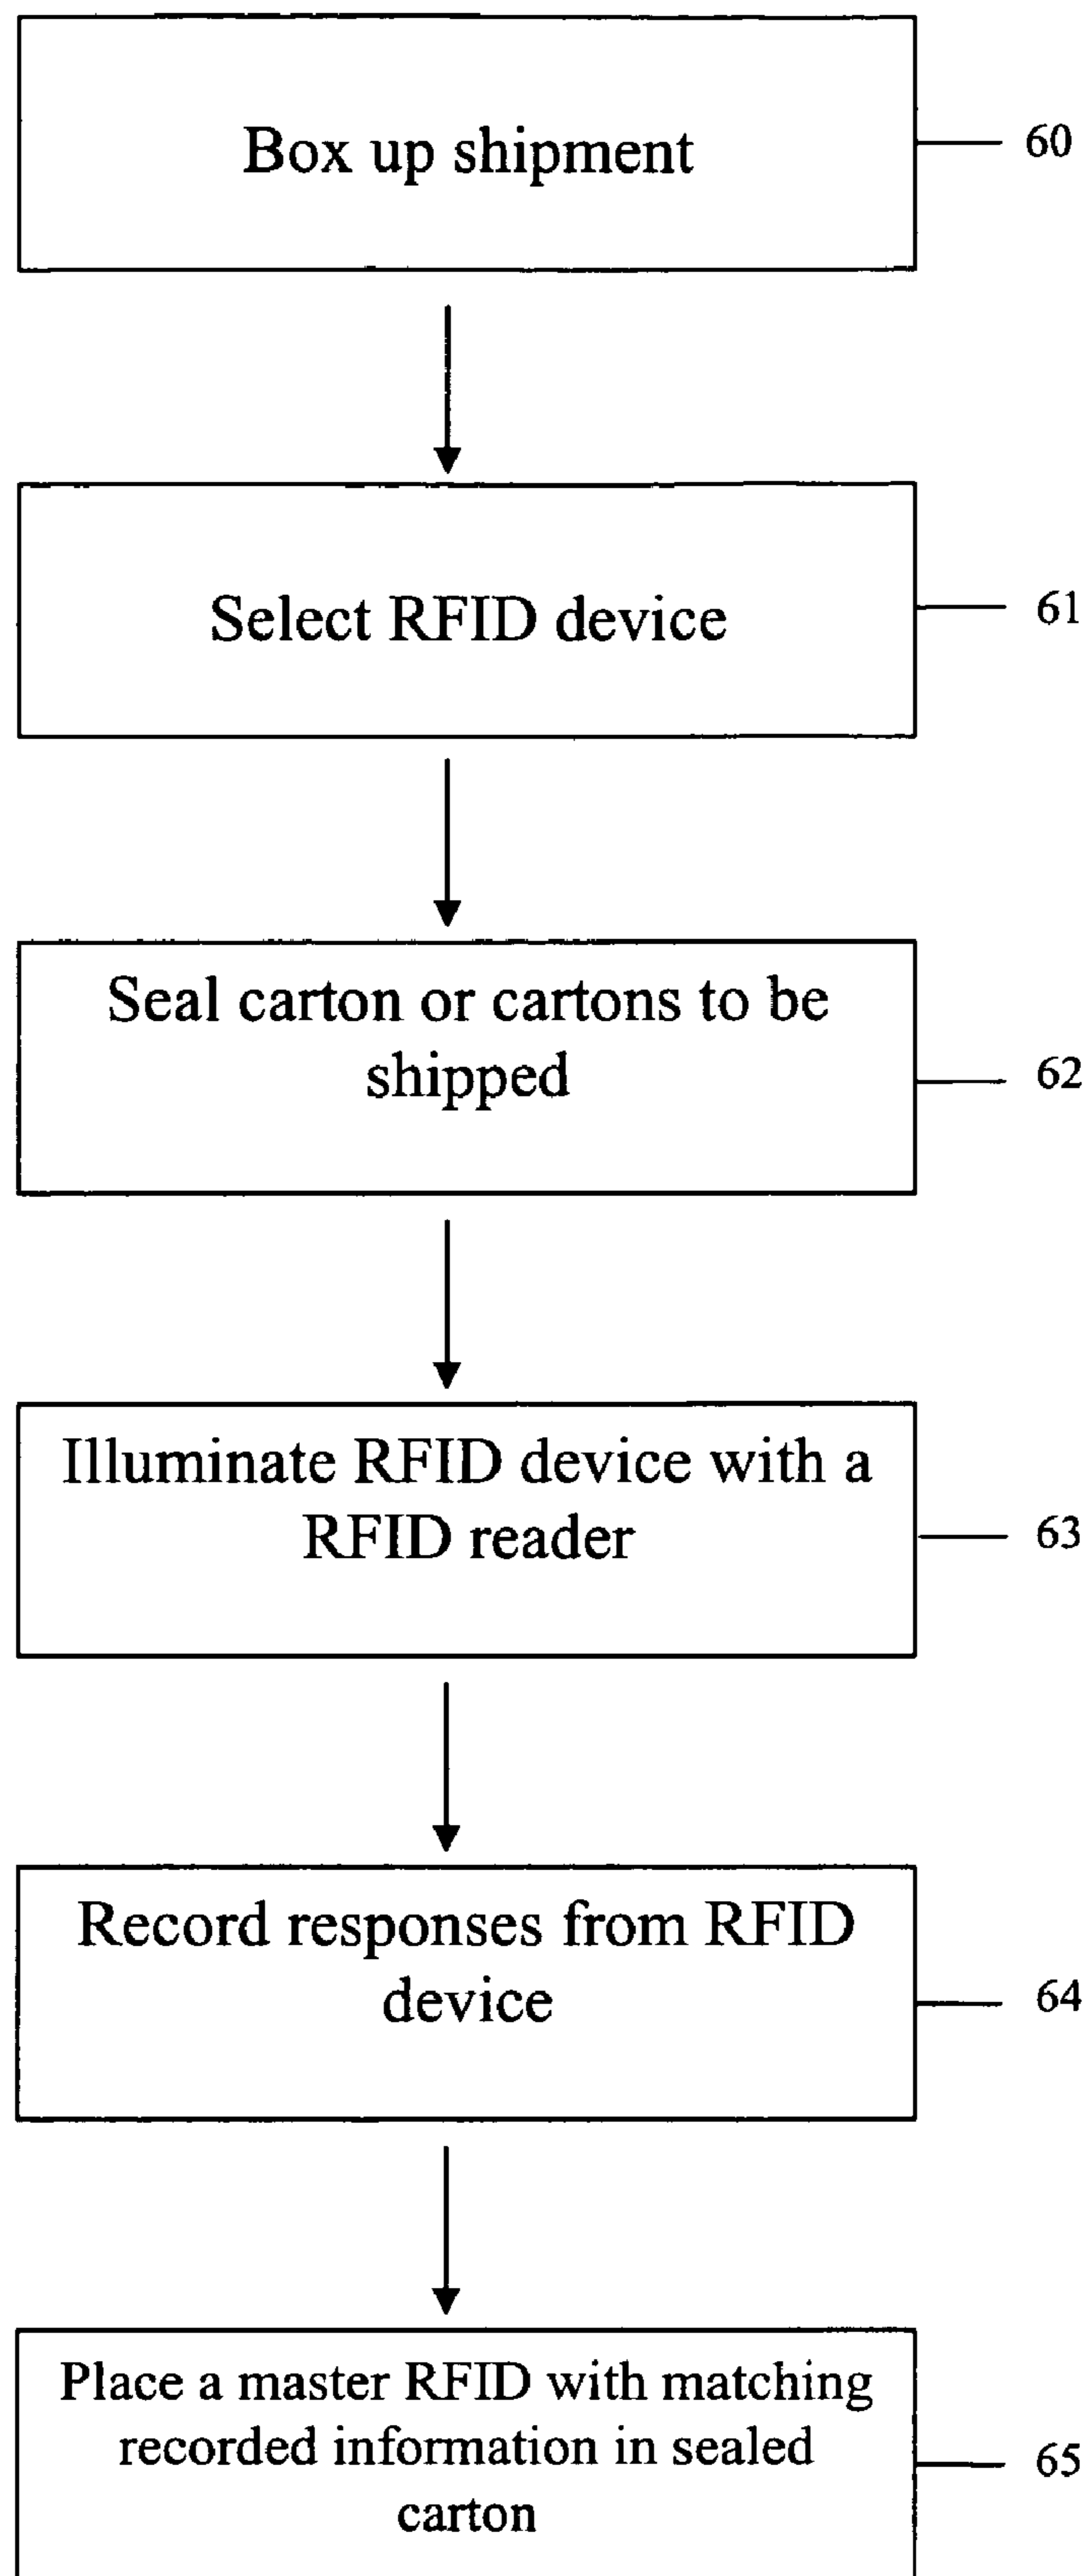 Box up shipment
60
Select RFID device
61
Seal carton or cartons to be
shipped
62
Illuminate RFID device with a
RFID reader
63
Record responses from RFID
device
64
Place a master RFID with matching
recorded information in sealed
carton
65